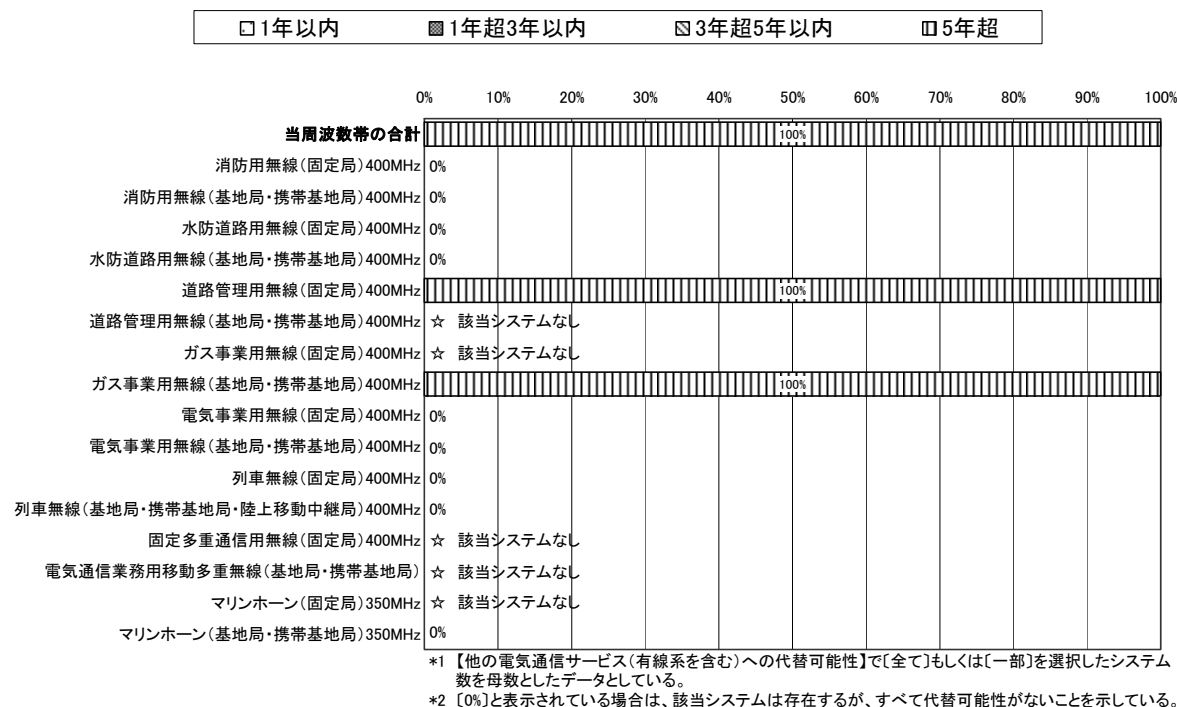 1年以内 1年超3年以内 3年超5年以内 5年超
0% 10% 20% 30% 40% 50% 60% 70% 80% 90% 100%
当周波数帯の合計 100%
消防用無線(固定局)400MHz 0%
消防用無線(基地局・携帯基地局)400MHz 0%
水防道路用無線(固定局)400MHz 0%
水防道路用無線(基地局・携帯基地局)400MHz 0%
道路管理用無線(固定局)400MHz 100%
道路管理用無線(基地局・携帯基地局)400MHz ☆ 該当システムなし
ガス事業用無線(固定局)400MHz ☆ 該当システムなし
ガス事業用無線(基地局・携帯基地局)400MHz 100%
電気事業用無線(固定局)400MHz 0%
電気事業用無線(基地局・携帯基地局)400MHz 0%
列車無線(固定局)400MHz 0%
列車無線(基地局・携帯基地局・陸上移動中継局)400MHz 0%
固定多重通信用無線(固定局)400MHz ☆ 該当システムなし
電気通信業務用移動多重無線(基地局・携帯基地局) ☆ 該当システムなし
マリンホーン(固定局)350MHz ☆ 該当システムなし
マリンホーン(基地局・携帯基地局)350MHz 0%
*1 【他の電気通信サービス(有線系を含む)への代替可能性】で〔全て〕もしくは〔一部〕を選択したシステム
数を母数としたデータとしている。
*2 〔0%〕と表示されている場合は、該当システムは存在するが、すべて代替可能性がないことを示している。